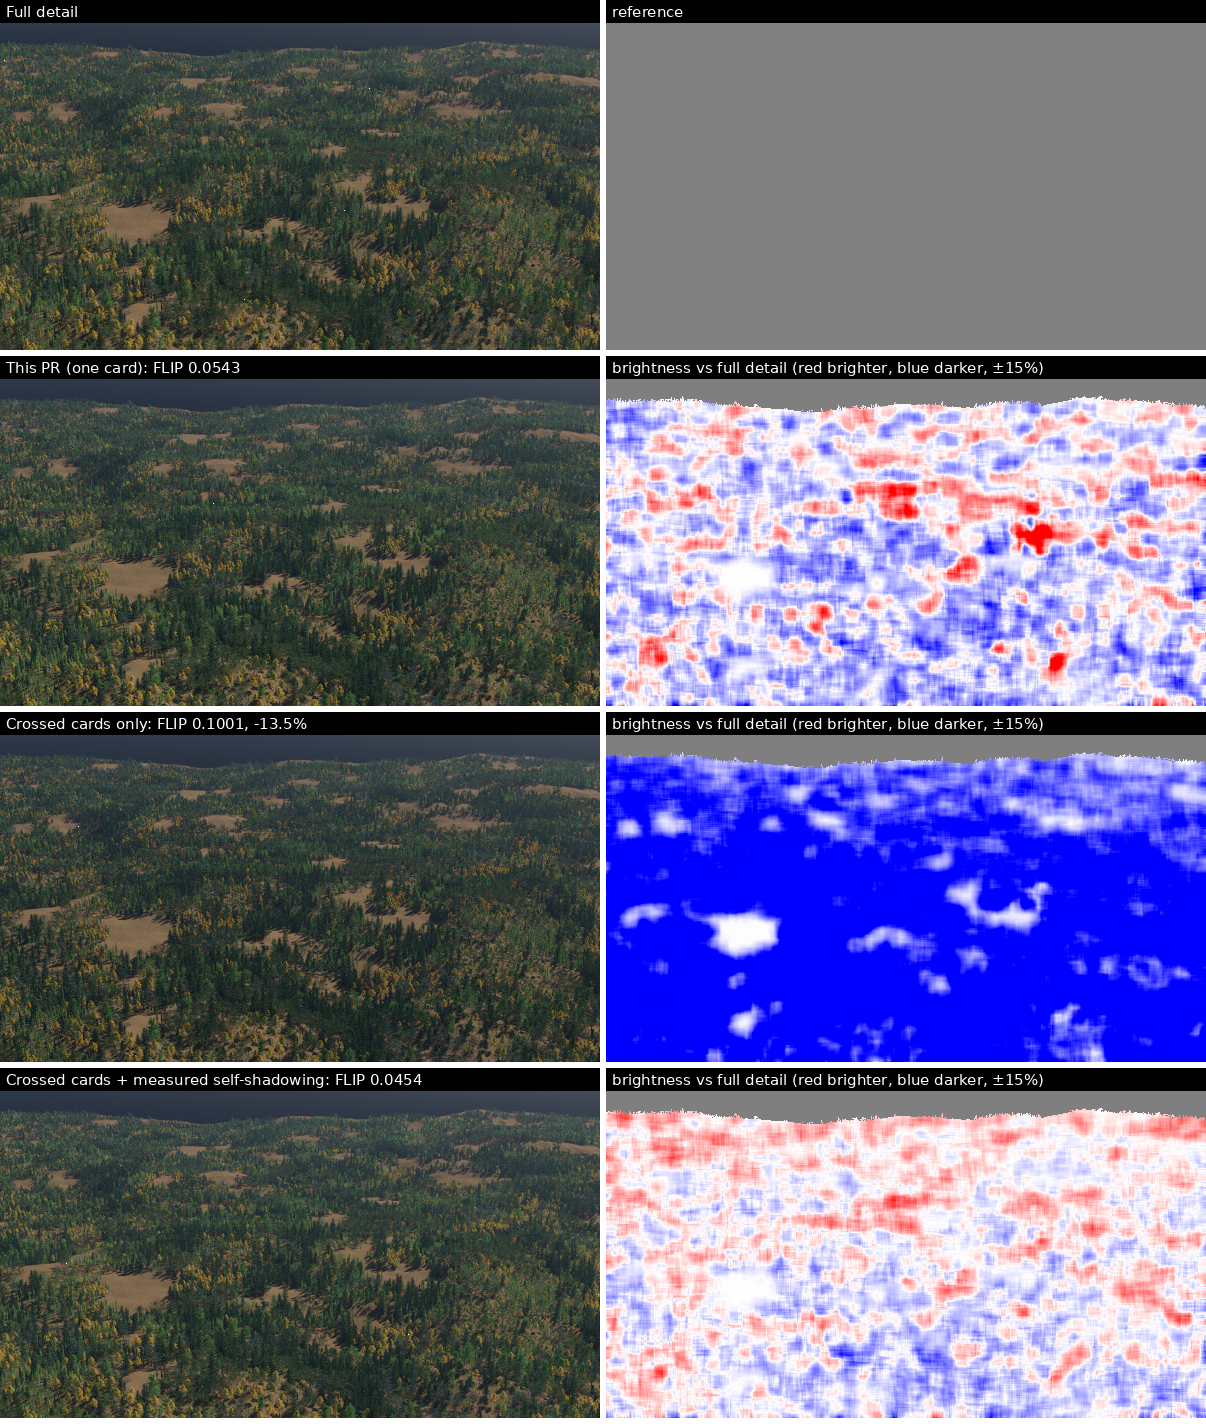 Full detail
reference
This PR (one card): FLIP 0.0543
brightness vs full detail (red brighter, blue darker, ±15%)
Crossed cards only: FLIP 0.1001, -13.5%
brightness vs full detail (red brighter, blue darker, ±15%)
Crossed cards + measured self-shadowing: FLIP 0.0454
brightness vs full detail (red brighter, blue darker, ±15%)